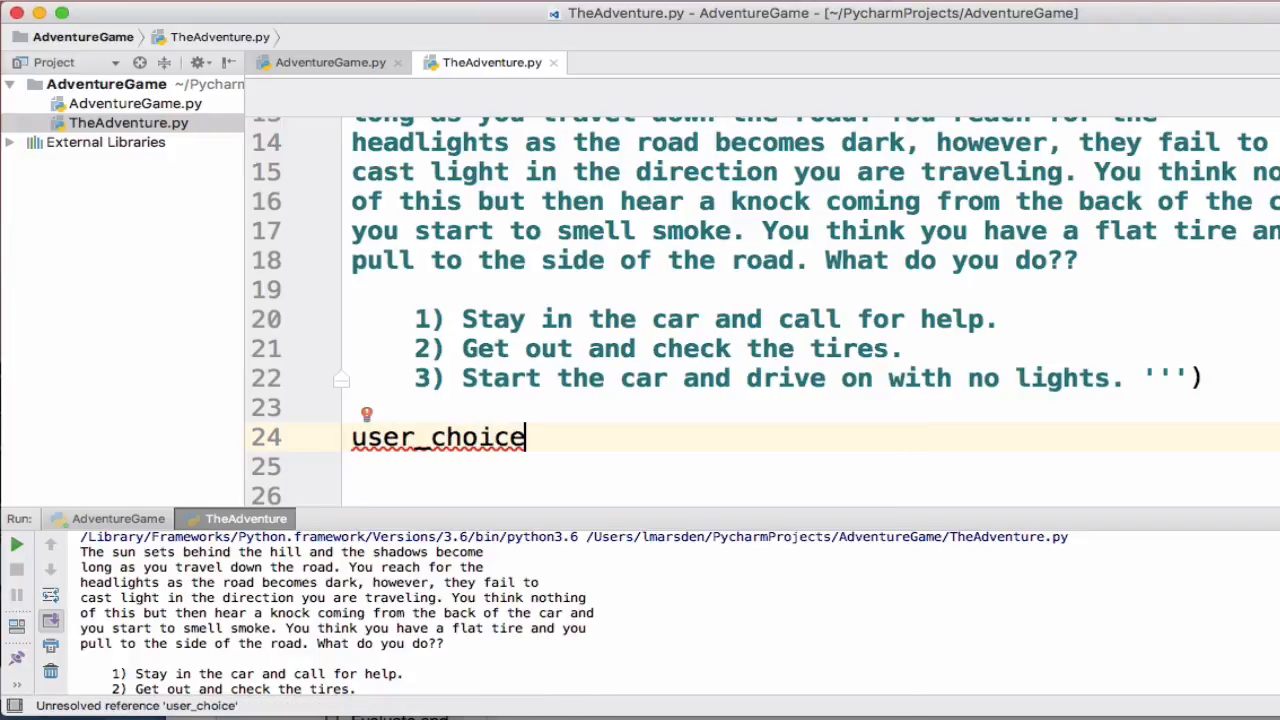 TheAdventure.py - AdventureGame - [~/PycharmProjects/AdventureGame]
AdventureGame TheAdventure.py
Project AdventureGame.py TheAdventure.py
AdventureGame ~/Pycharm
AdventureGame.py
TheAdventure.py
External Libraries
13 long as you travel down the road. You reach for the
14 headlights as the road becomes dark, however, they fail to
15 cast light in the direction you are traveling. You think no
16 of this but then hear a knock coming from the back of the c
17 you start to smell smoke. You think you have a flat tire an
18 pull to the side of the road. What do you do??
19
20 1) Stay in the car and call for help.
21 2) Get out and check the tires.
22 3) Start the car and drive on with no lights. ''')
23
24 user_choice
25
26
Run: AdventureGame TheAdventure
/Library/Frameworks/Python.framework/Versions/3.6/bin/python3.6 /Users/lmarsden/PycharmProjects/AdventureGame/TheAdventure.py
The sun sets behind the hill and the shadows become
long as you travel down the road. You reach for the
headlights as the road becomes dark, however, they fail to
cast light in the direction you are traveling. You think nothing
of this but then hear a knock coming from the back of the car and
you start to smell smoke. You think you have a flat tire and you
pull to the side of the road. What do you do??
1) Stay in the car and call for help.
2) Get out and check the tires.
Unresolved reference 'user_choice'